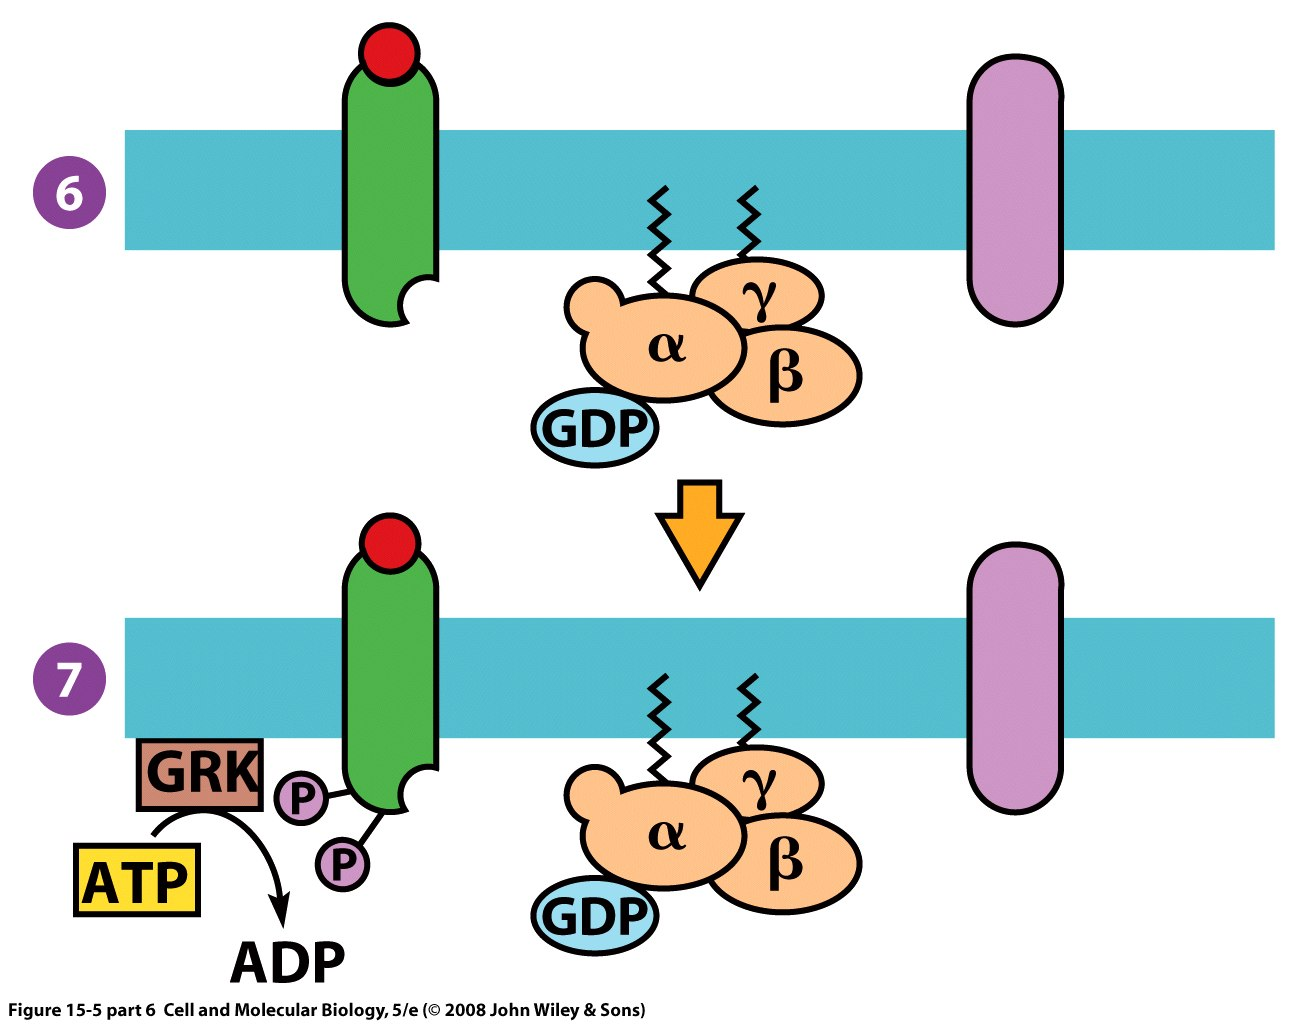 6
γ
α
β
GDP
7
GRK
P
γ
α
P
β
ATP
GDP
ADP
Figure 15-5 part 6 Cell and Molecular Biology, 5/e (© 2008 John Wiley & Sons)